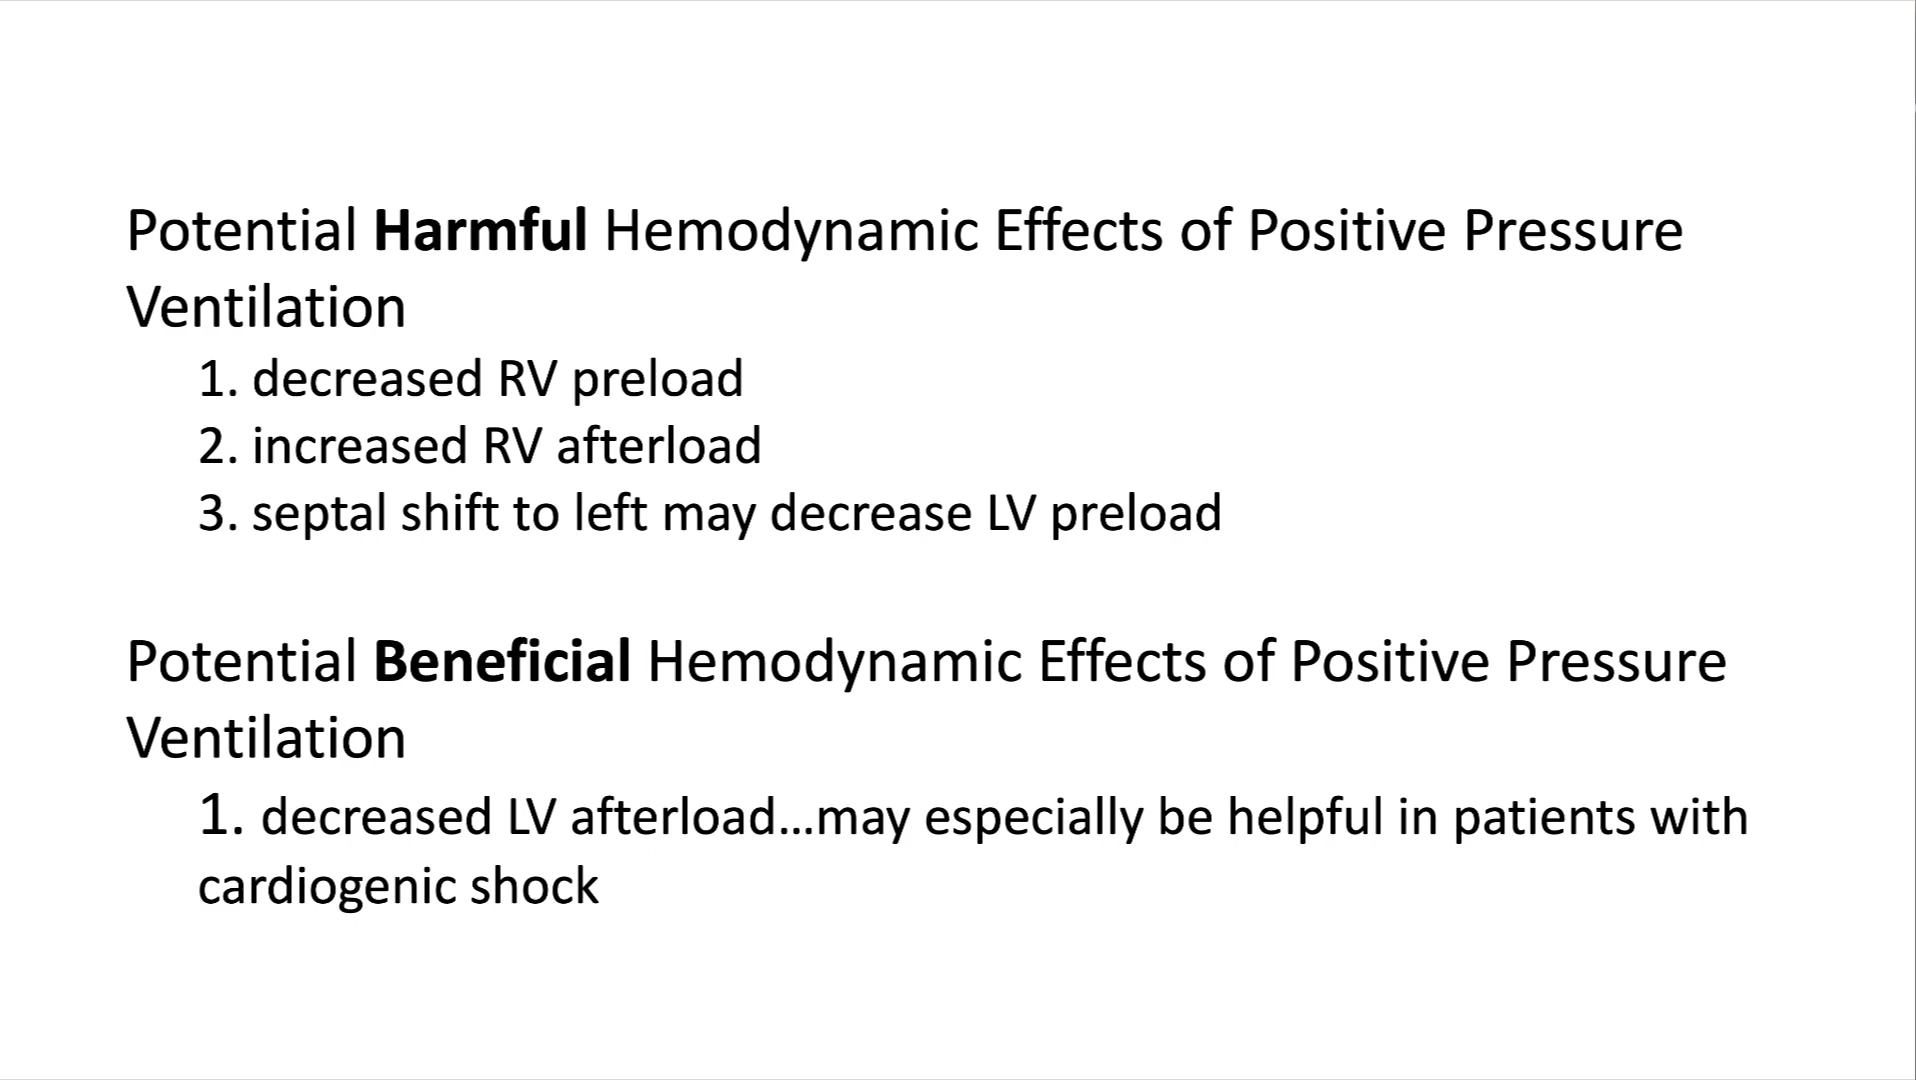 Potential Harmful Hemodynamic Effects of Positive Pressure
Ventilation
1. decreased RV preload
2. increased RV afterload
3. septal shift to left may decrease LV preload
Potential Beneficial Hemodynamic Effects of Positive Pressure
Ventilation
1. decreased LV afterload...may especially be helpful in patients with
cardiogenic shock